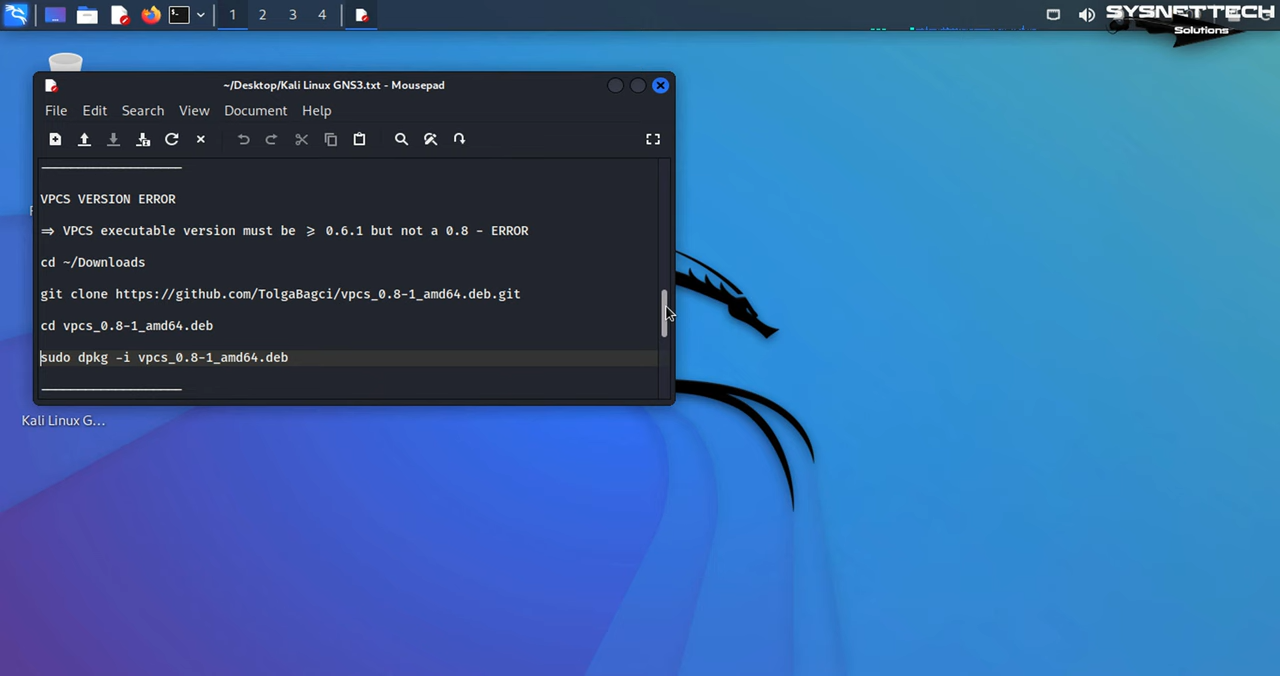 1 2 3 4
SYSNETTECH
Solutions
~/Desktop/Kali Linux GNS3.txt - Mousepad
File Edit Search View Document Help
VPCS VERSION ERROR
⇒ VPCS executable version must be ⩾ 0.6.1 but not a 0.8 - ERROR
cd ~/Downloads
git clone https://github.com/TolgaBagci/vpcs_0.8-1_amd64.deb.git
cd vpcs_0.8-1_amd64.deb
sudo dpkg -i vpcs_0.8-1_amd64.deb
Kali Linux G...